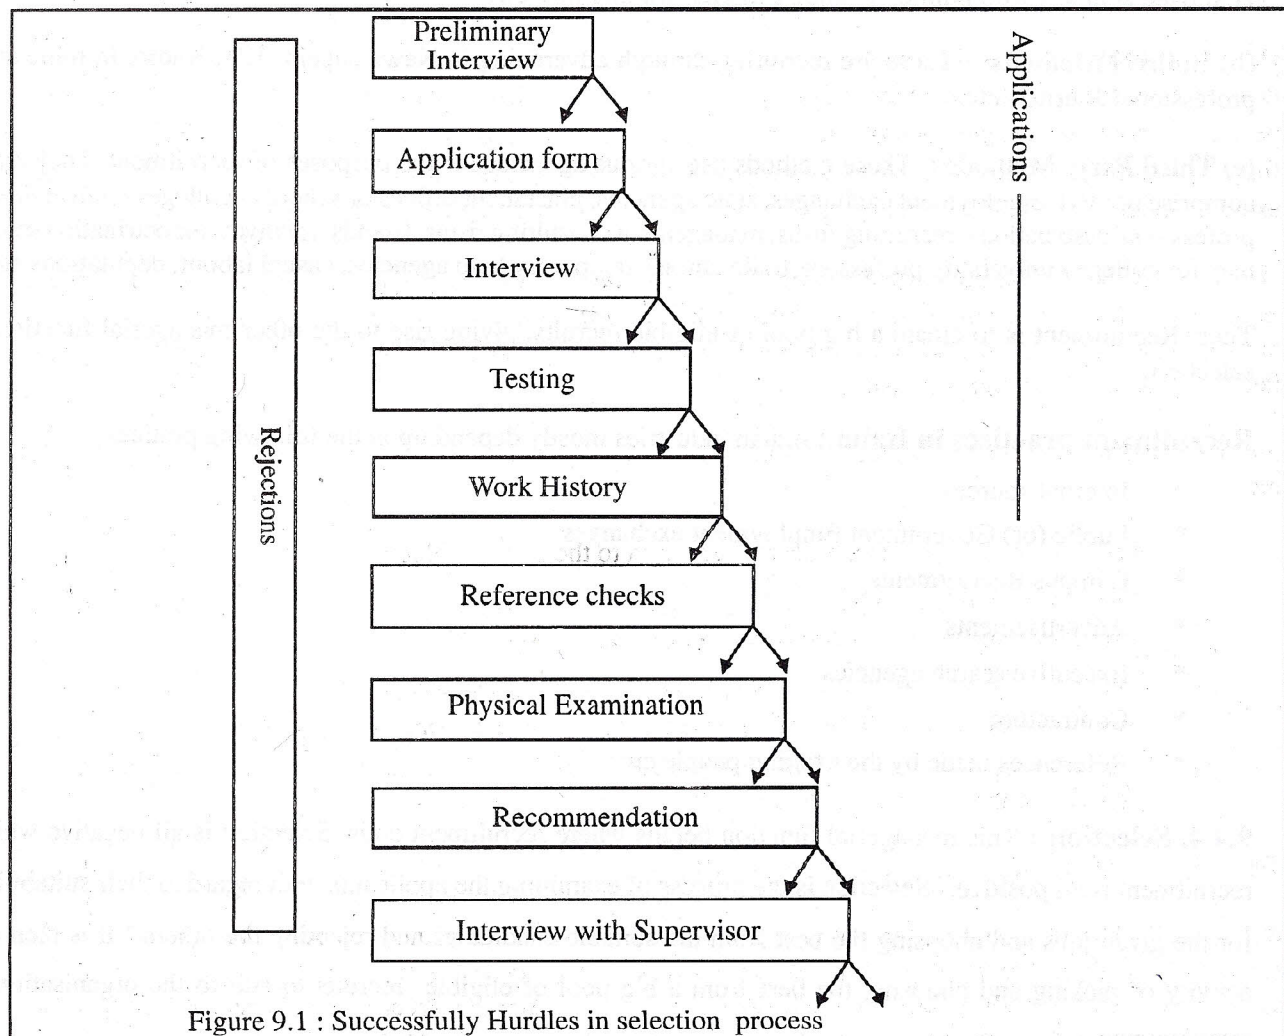 Preliminary
Interview
Application form
Interview
Testing
Work History
Reference checks
Physical Examination
Recommendation
Interview with Supervisor
Rejections
Applications
Figure 9.1 : Successfully Hurdles in selection process